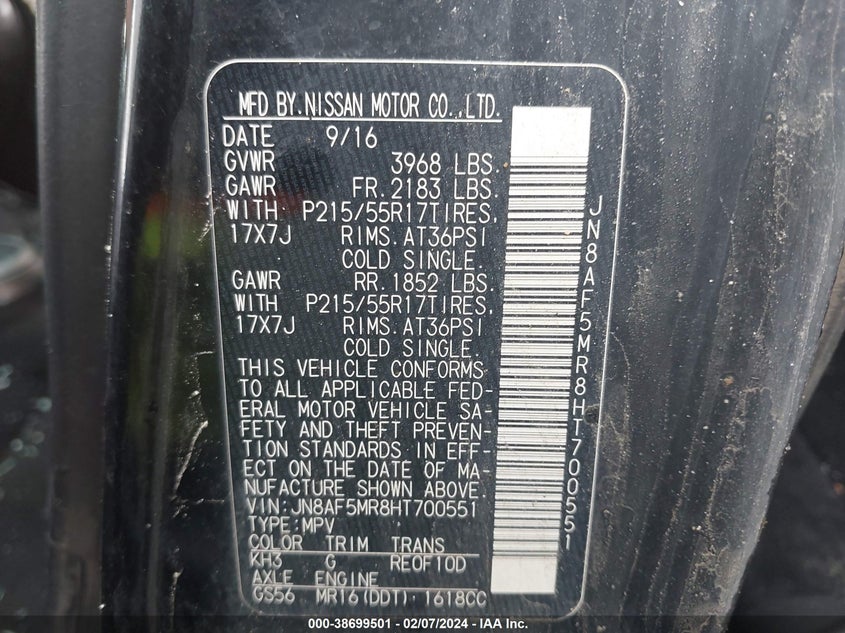 MFD BY.NISSAN MOTOR CO.,LTD.
DATE 9/16
GVWR 3968 LBS.
GAWR FR.2183 LBS.
WITH P215/55R17TIRES,
17X7J RIMS.AT36PSI
COLD SINGLE.
GAWR RR.1852 LBS.
WITH P215/55R17TIRES,
17X7J RIMS.AT36PSI
COLD SINGLE.
THIS VEHICLE CONFORMS
TO ALL APPLICABLE FED-
ERAL MOTOR VEHICLE SA-
FETY AND THEFT PREVEN-
TION STANDARDS IN EFF-
ECT ON THE DATE OF MA-
NUFACTURE SHOWN ABOVE.
VIN:JN8AF5MR8HT700551
TYPE:MPV
COLOR TRIM TRANS
KH3 G REOF10D
AXLE ENGINE
GS56 MR16(DDT) 1618CC
JN8AF5MR8HT700551
000-38699501 - 02/07/2024 - IAA Inc.